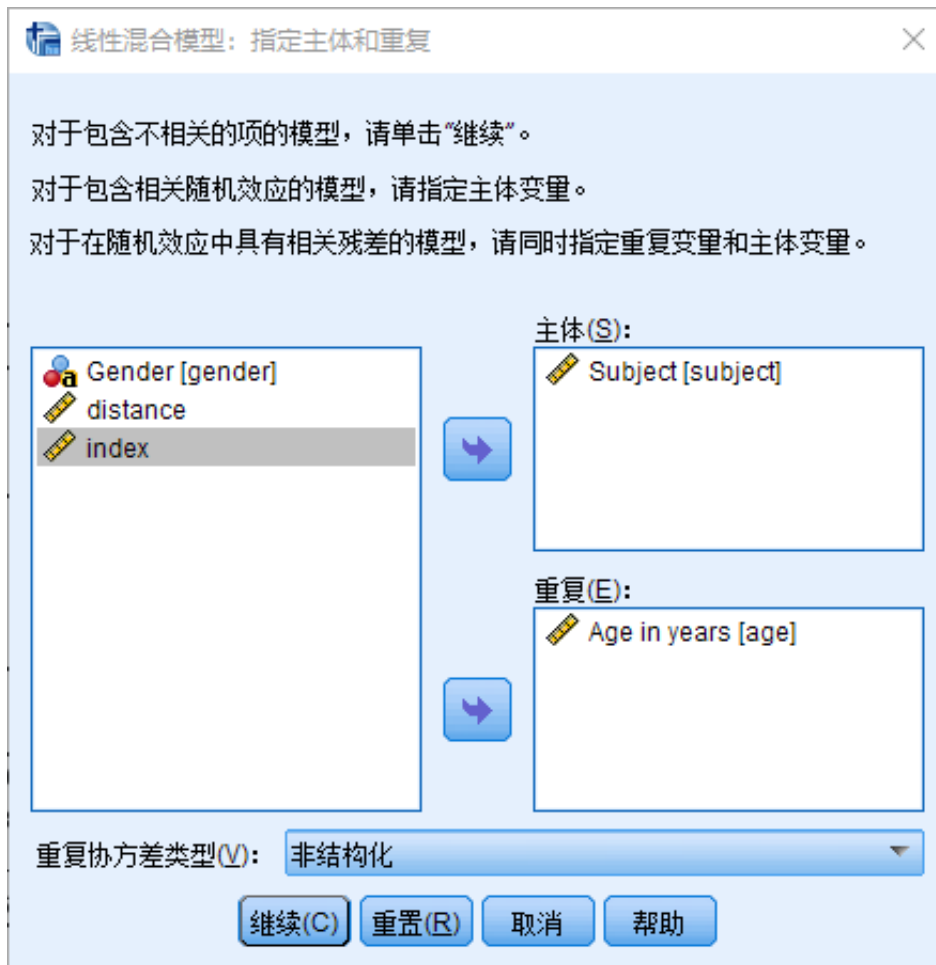 线性混合模型：指定主体和重复
对于包含不相关的项的模型，请单击“继续”。
对于包含相关随机效应的模型，请指定主体变量。
对于在随机效应中具有相关残差的模型，请同时指定重复变量和主体变量。
主体(S)：
Gender [gender]
distance
index
Subject [subject]
重复(E)：
Age in years [age]
重复协方差类型(V)：
非结构化
继续(C)
重置(R)
取消
帮助